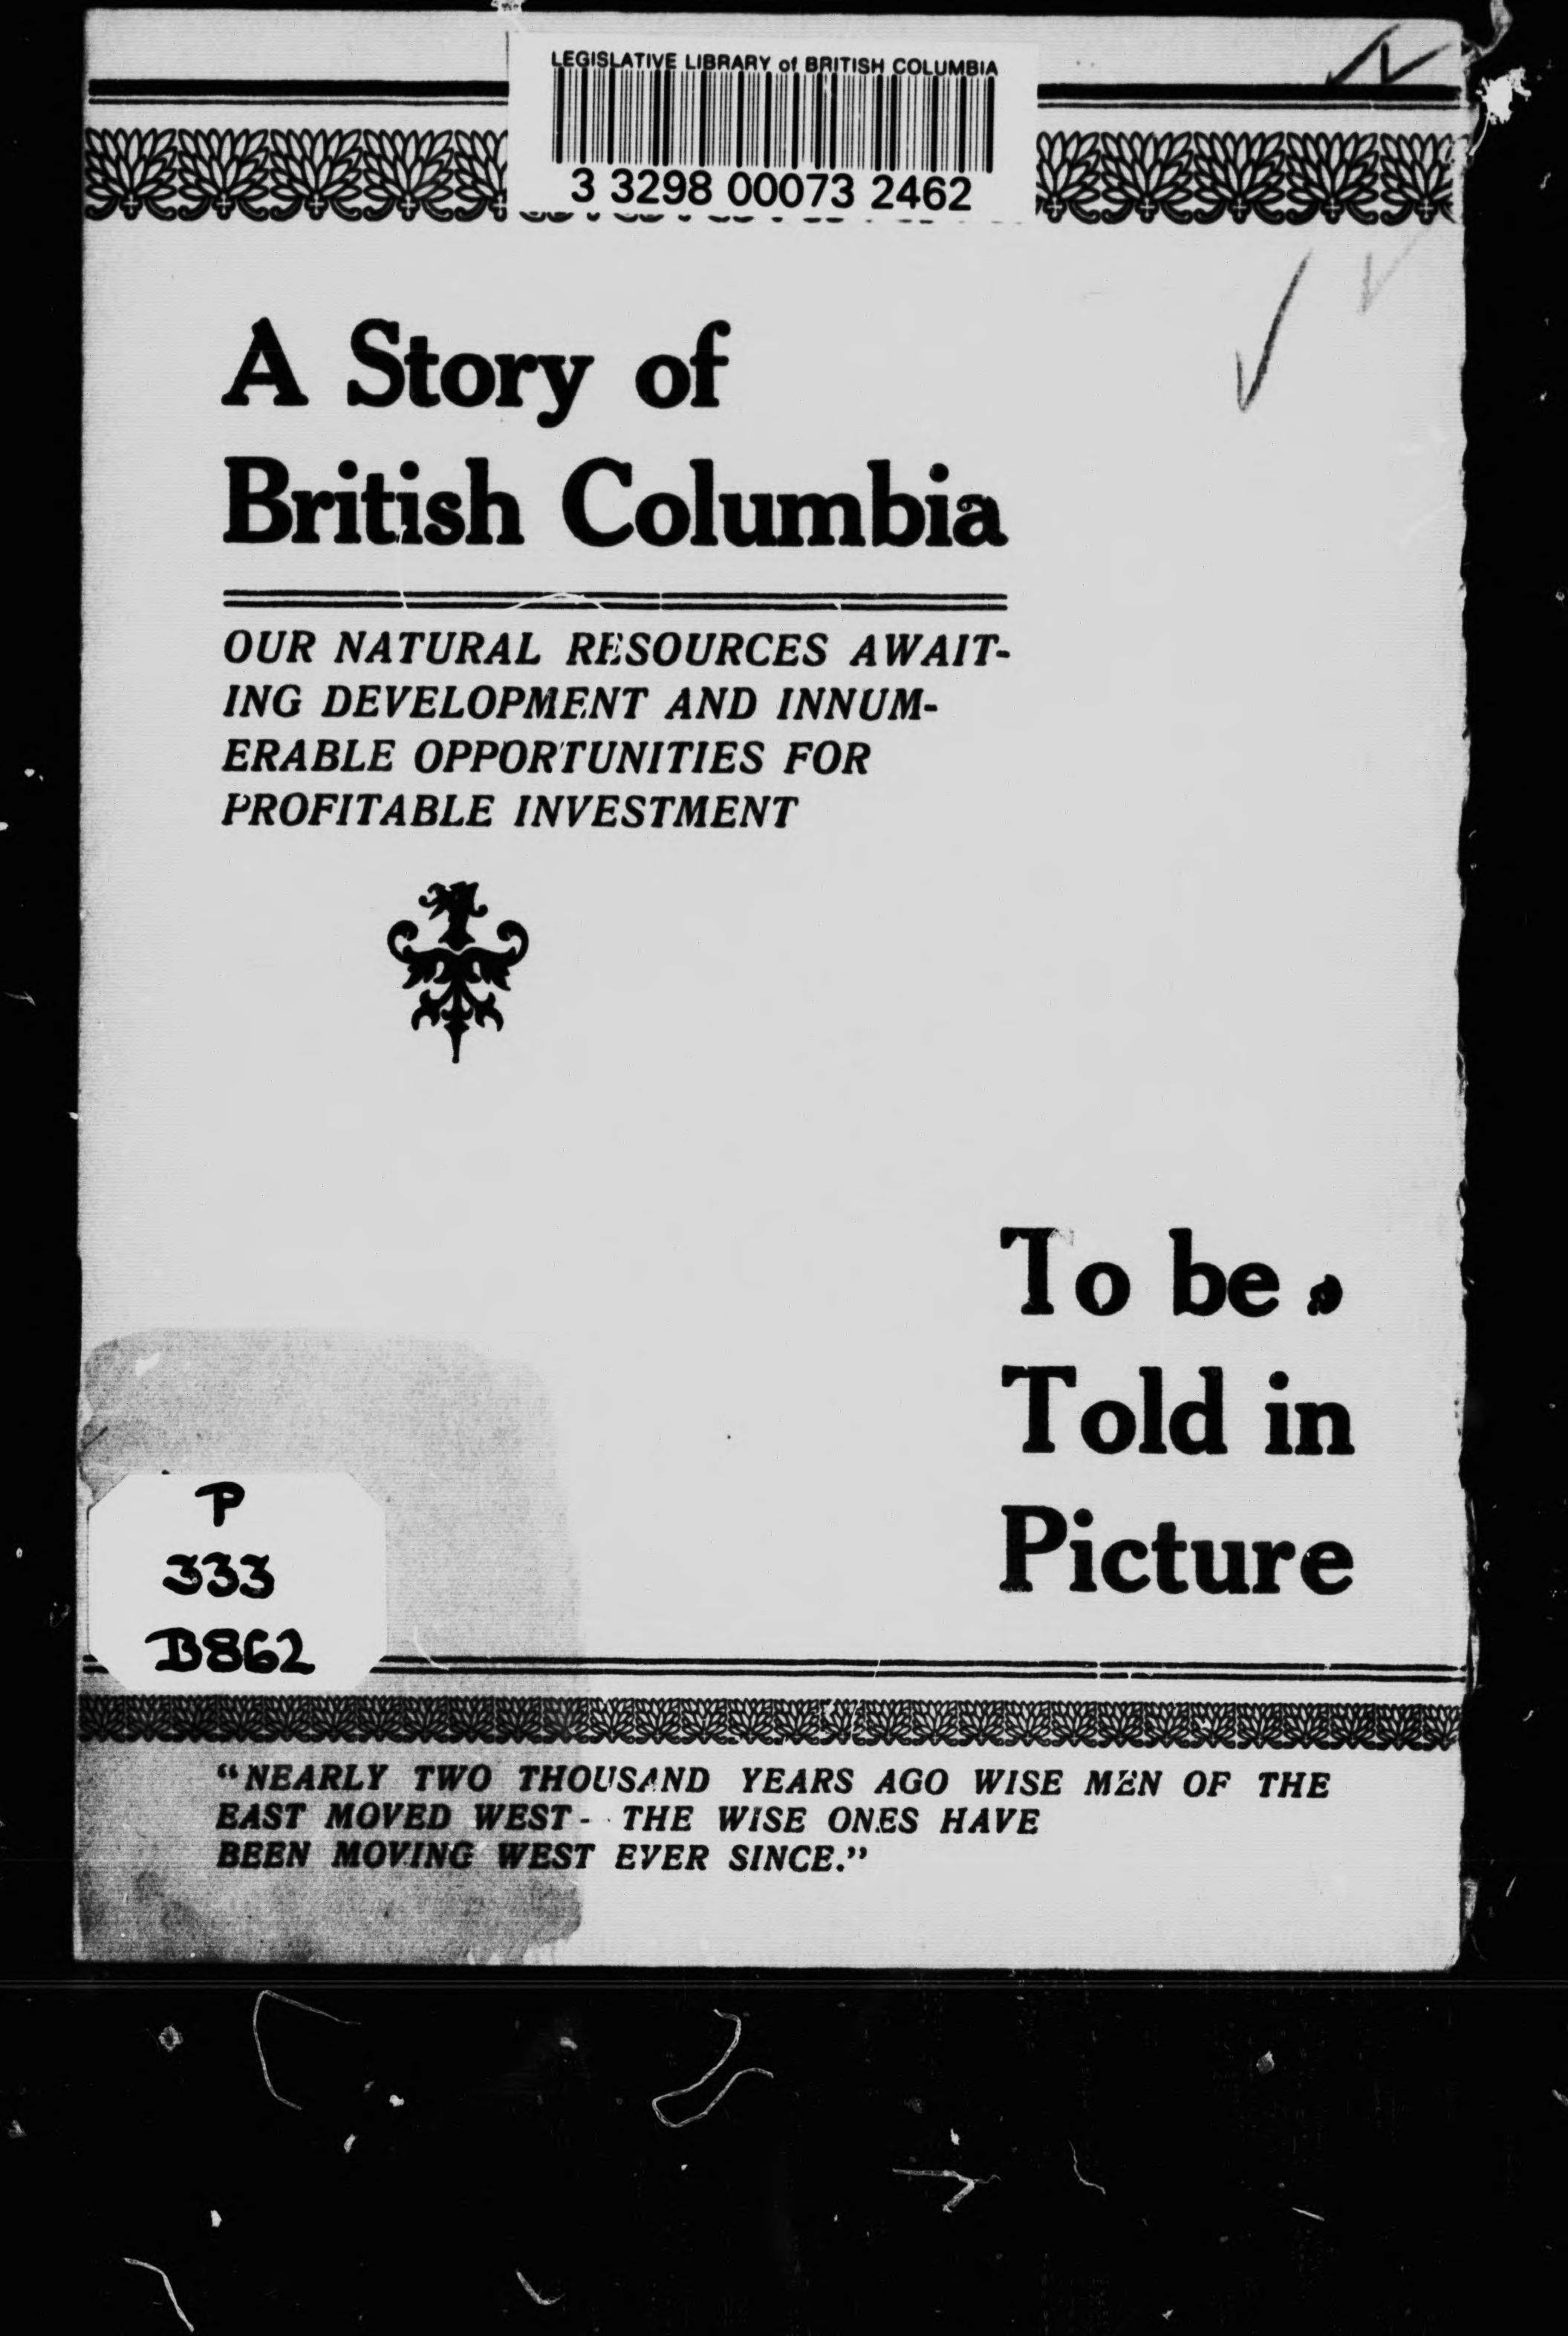 LEGISLATIVE LIBRARY of BRITISH COLUMBIA
3 3298 00073 2462
A Story of
British Columbia
OUR NATURAL RESOURCES AWAIT-
ING DEVELOPMENT AND INNUM-
ERABLE OPPORTUNITIES FOR
PROFITABLE INVESTMENT
To be
Told in
Picture
P
333
B862
"NEARLY TWO THOUSAND YEARS AGO WISE MEN OF THE
EAST MOVED WEST - THE WISE ONES HAVE
BEEN MOVING WEST EVER SINCE."